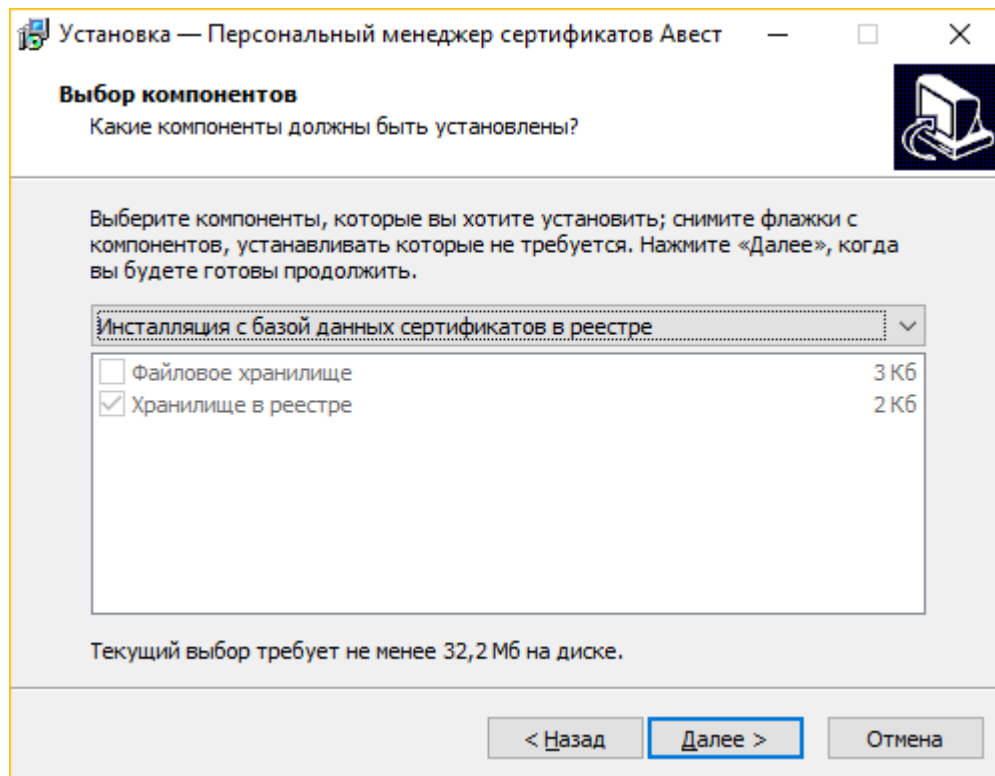 Установка — Персональный менеджер сертификатов Авест
Выбор компонентов
Какие компоненты должны быть установлены?
Выберите компоненты, которые вы хотите установить; снимите флажки с
компонентов, устанавливать которые не требуется. Нажмите «Далее», когда
вы будете готовы продолжить.
Инсталляция с базой данных сертификатов в реестре
Файловое хранилище 3 Кб
Хранилище в реестре 2 Кб
Текущий выбор требует не менее 32,2 Мб на диске.
< Назад Далее > Отмена